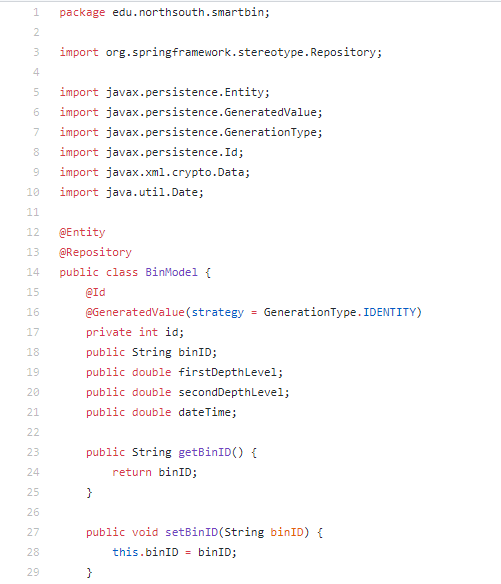 1 package edu.northsouth.smartbin;
2
3 import org.springframework.stereotype.Repository;
4
5 import javax.persistence.Entity;
6 import javax.persistence.GeneratedValue;
7 import javax.persistence.GenerationType;
8 import javax.persistence.Id;
9 import javax.xml.crypto.Data;
10 import java.util.Date;
11
12 @Entity
13 @Repository
14 public class BinModel {
15     @Id
16     @GeneratedValue(strategy = GenerationType.IDENTITY)
17     private int id;
18     public String binID;
19     public double firstDepthLevel;
20     public double secondDepthLevel;
21     public double dateTime;
22
23     public String getBinID() {
24         return binID;
25     }
26
27     public void setBinID(String binID) {
28         this.binID = binID;
29     }